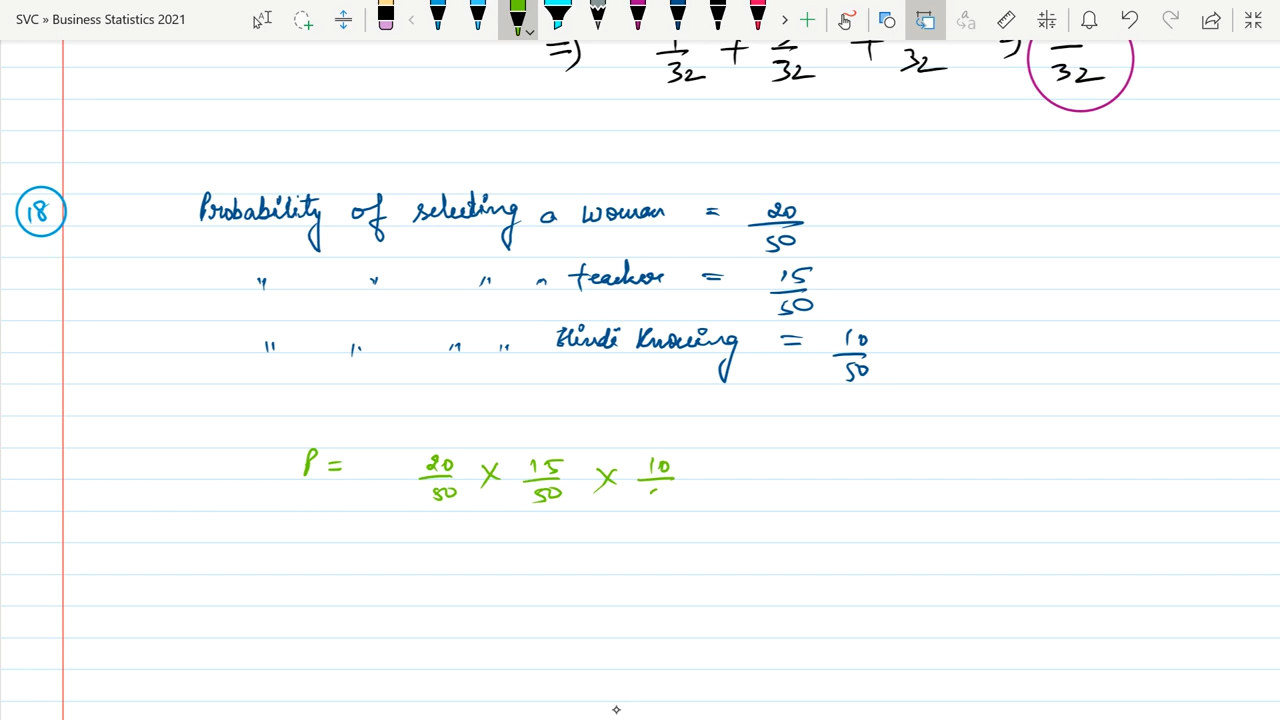 SVC » Business Statistics 2021
=) 1/32 + /32 + 32 =) /32
18 Probability of selecting a woman = 20/50
" " " " teacher = 15/50
" " " " Hindi Knowing = 10/50
P = 20/50 × 15/50 × 10/